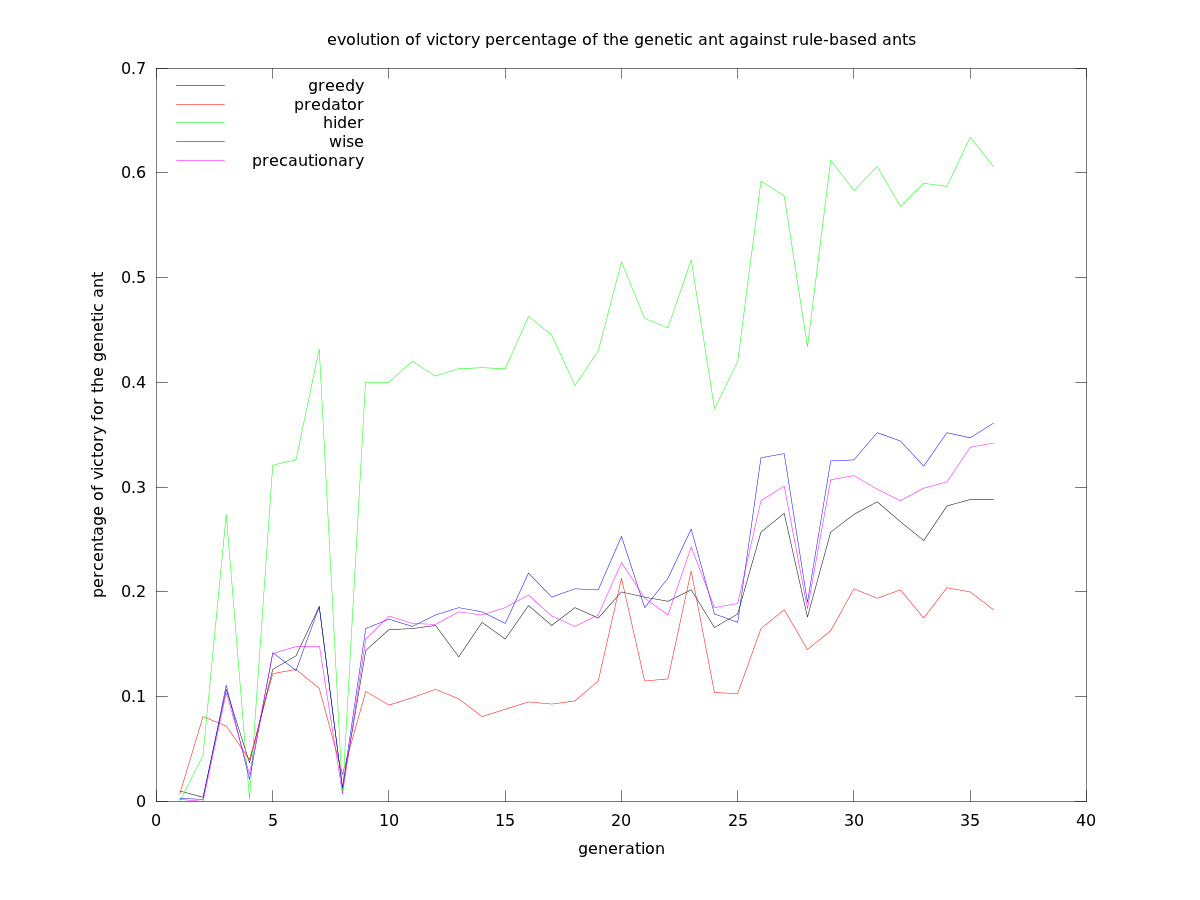 evolution of victory percentage of the genetic ant against rule-based ants
greedy
predator
hider
wise
precautionary
percentage of victory for the genetic ant
0.7
0.6
0.5
0.4
0.3
0.2
0.1
0
0 5 10 15 20 25 30 35 40
generation